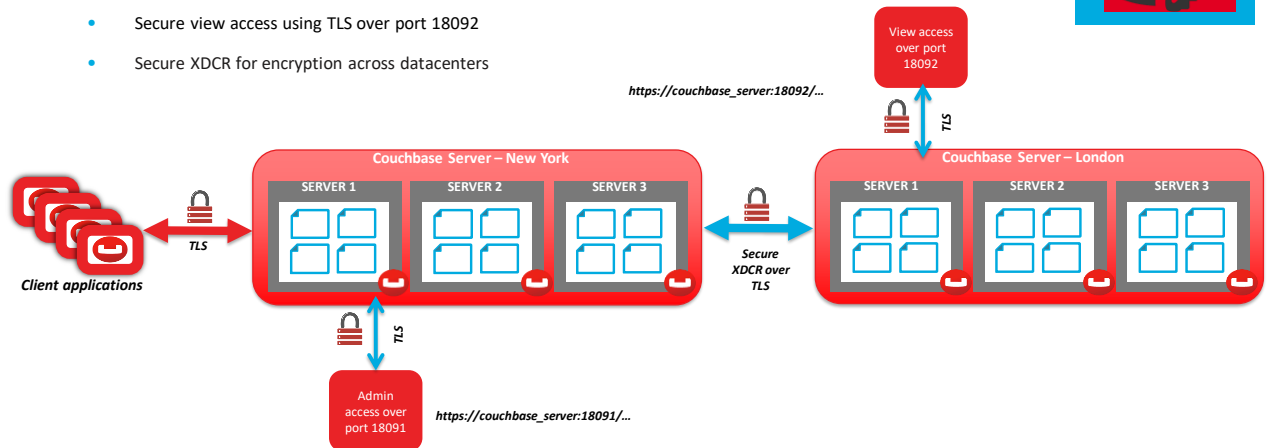 • Secure view access using TLS over port 18092
• Secure XDCR for encryption across datacenters
View access
over port
18092
https://couchbase_server:18092/…
TLS
Couchbase Server – New York
SERVER 1
SERVER 2
SERVER 3
Couchbase Server – London
SERVER 1
SERVER 2
SERVER 3
TLS
Secure
XDCR over
TLS
Client applications
TLS
Admin
access over
port 18091
https://couchbase_server:18091/…